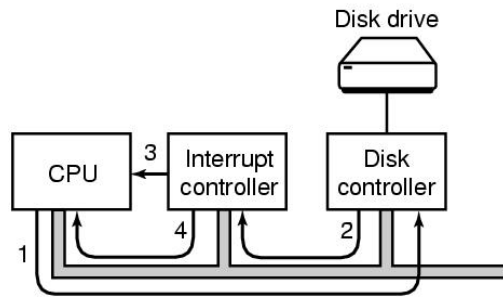 Disk drive
CPU
3
Interrupt
controller
Disk
controller
1
4
2